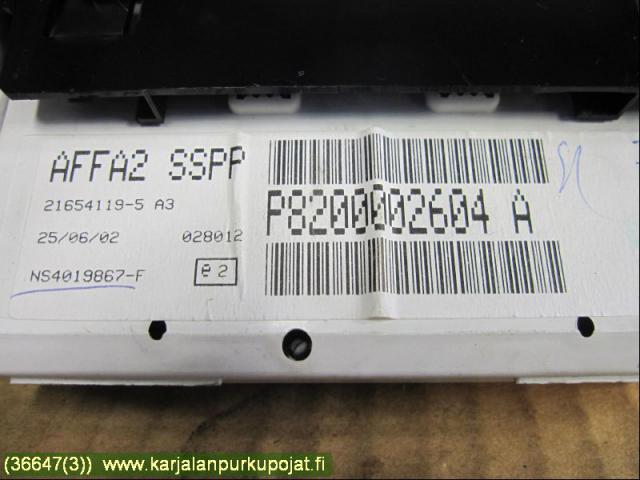 AFFA2 SSPP
21654119-5 A3
25/06/02 028012
NS4019867-F e2
P8200002604 A
(36647(3)) www.karjalanpurkupojat.fi